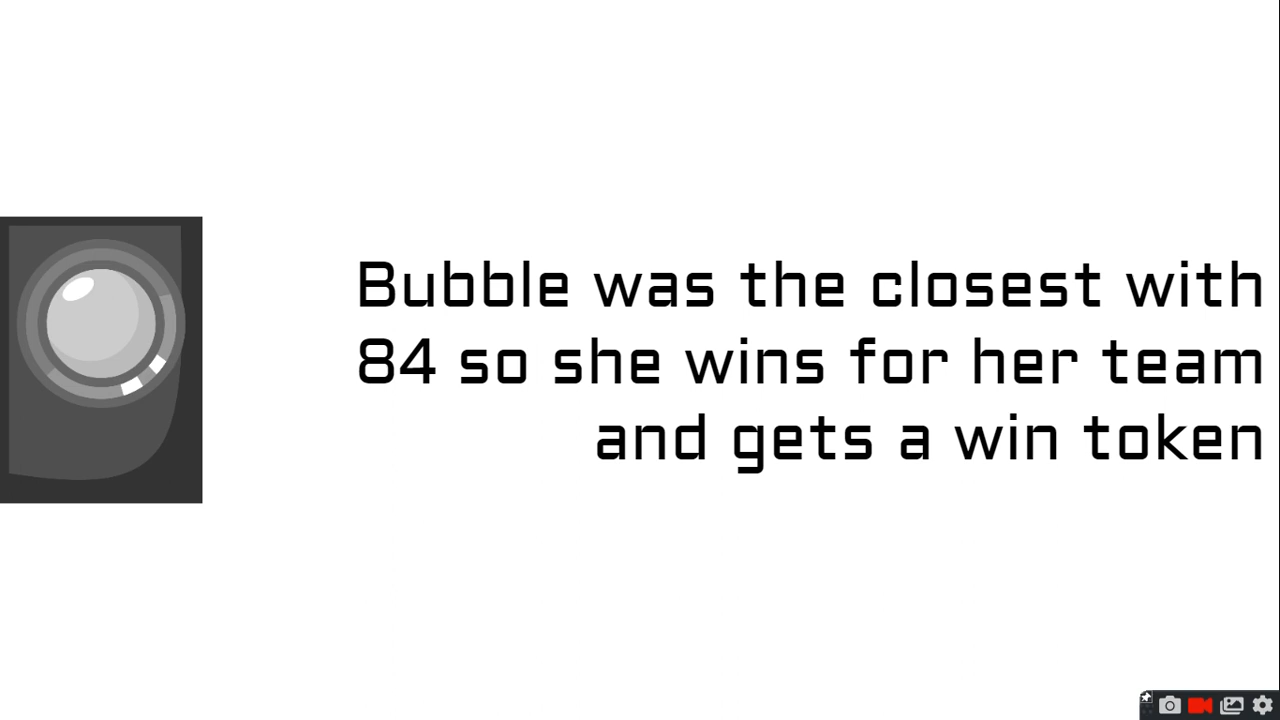 Bubble was the closest with
84 so she wins for her team
and gets a win token